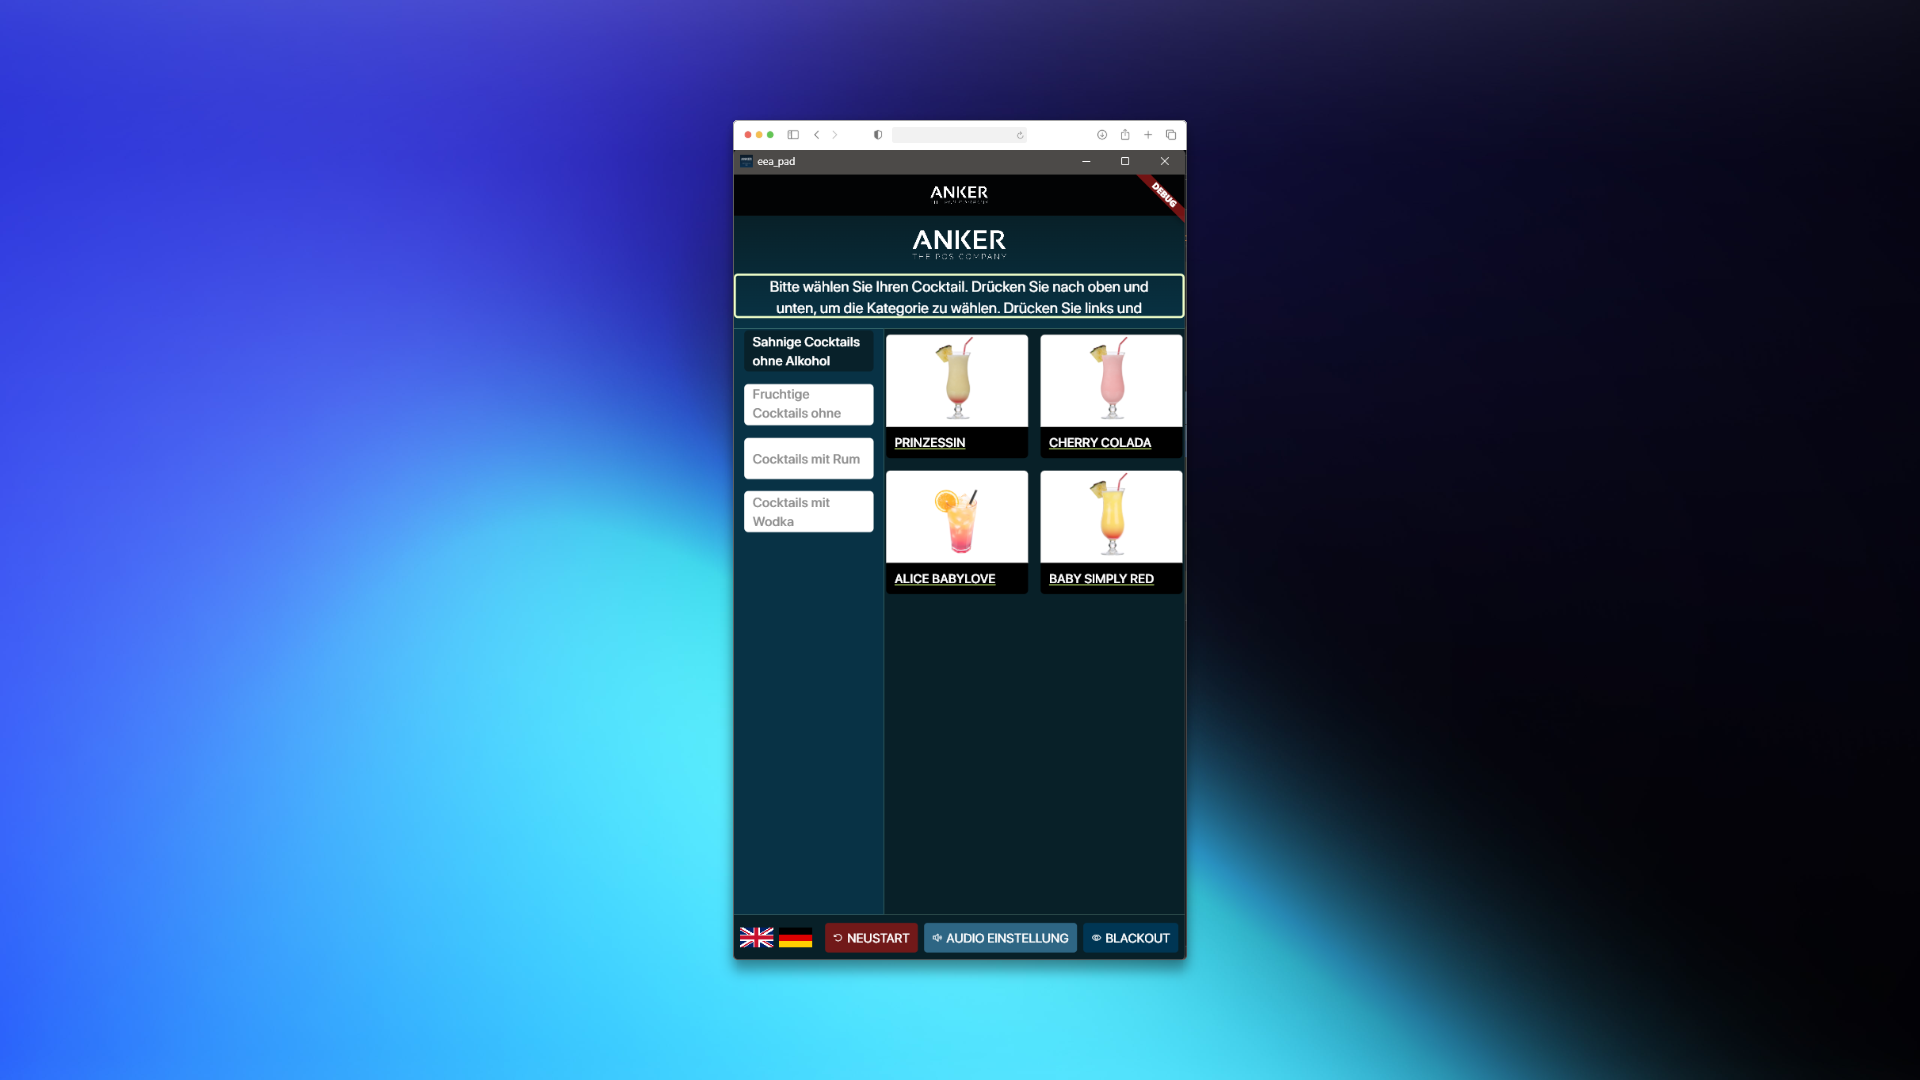 eea_pad
DEBUG
ANKER
ANKER
THE POS COMPANY
Bitte wählen Sie Ihren Cocktail. Drücken Sie nach oben und
unten, um die Kategorie zu wählen. Drücken Sie links und
Sahnige Cocktails
ohne Alkohol
Fruchtige
Cocktails ohne
Cocktails mit Rum
Cocktails mit
Wodka
PRINZESSIN
CHERRY COLADA
ALICE BABYLOVE
BABY SIMPLY RED
NEUSTART
AUDIO EINSTELLUNG
BLACKOUT